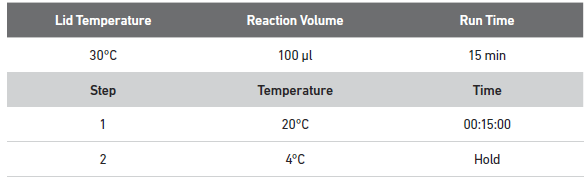 Lid Temperature Reaction Volume Run Time
30°C 100 µl 15 min
Step Temperature Time
1 20°C 00:15:00
2 4°C Hold